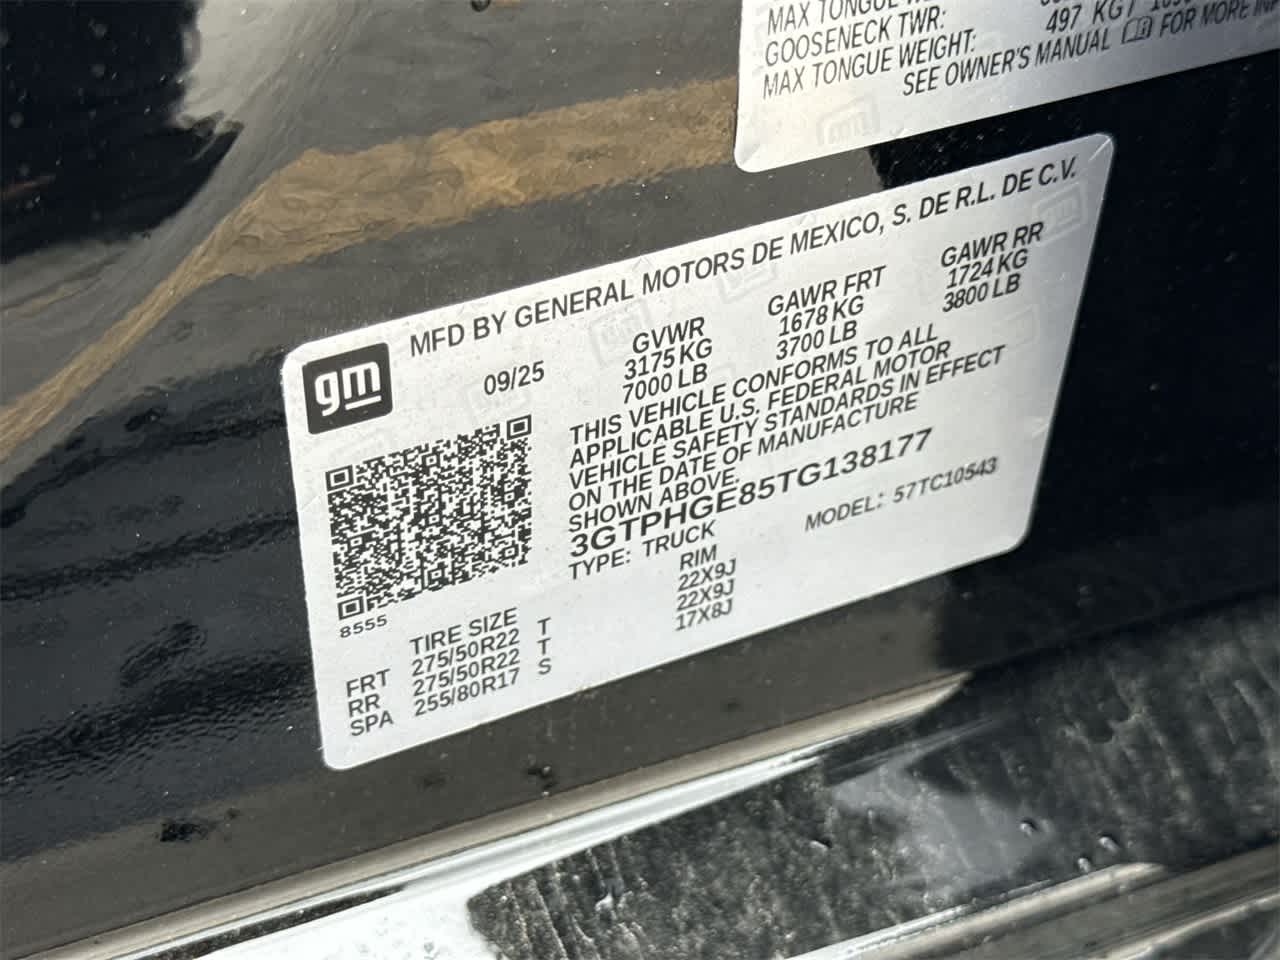 MAX TONGUE
GOOSENECK TWR:
MAX TONGUE WEIGHT: 497 KG
SEE OWNER'S MANUAL FOR MORE
MFD BY GENERAL MOTORS DE MEXICO, S. DE R.L. DE C.V.
gm
09/25
GVWR GAWR FRT GAWR RR
3175 KG 1678 KG 1724 KG
7000 LB 3700 LB 3800 LB
THIS VEHICLE CONFORMS TO ALL
APPLICABLE U.S. FEDERAL MOTOR
VEHICLE SAFETY STANDARDS IN EFFECT
ON THE DATE OF MANUFACTURE
SHOWN ABOVE.
3GTPHGE85TG138177
TYPE: TRUCK MODEL: 57TC10543
8555
TIRE SIZE RIM
FRT 275/50R22 T 22X9J
RR 275/50R22 T 22X9J
SPA 255/80R17 S 17X8J